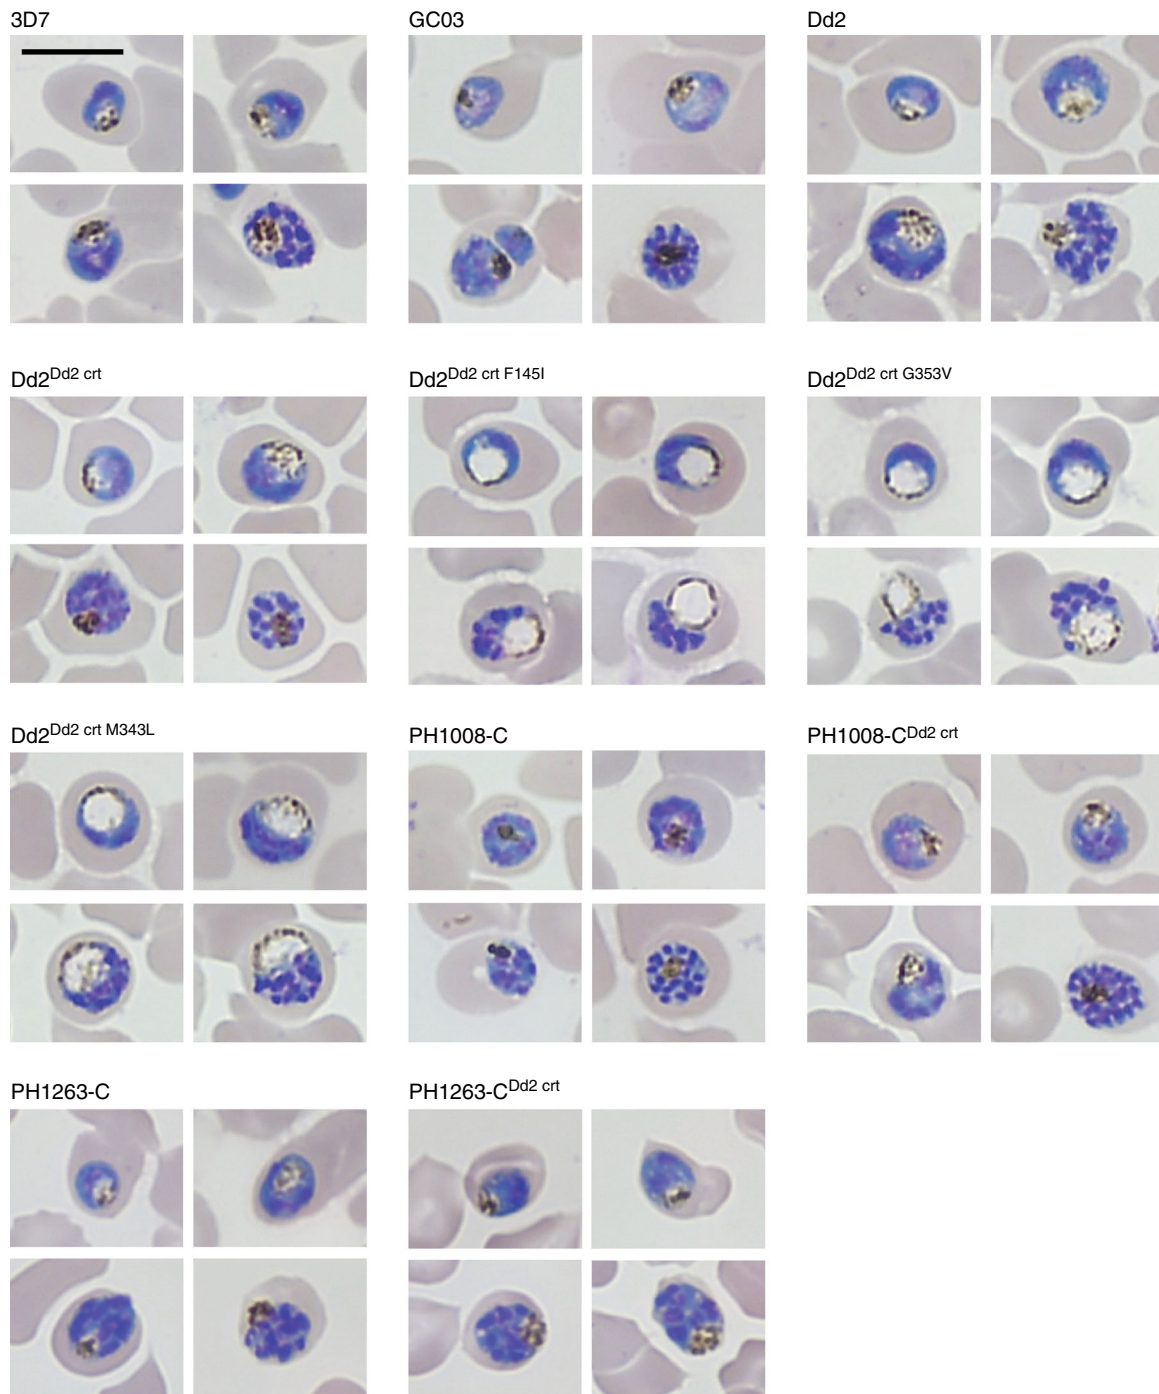 3D7
GC03
Dd2
Dd2Dd2 crt
Dd2Dd2 crt F145I
Dd2Dd2 crt G353V
Dd2Dd2 crt M343L
PH1008-C
PH1008-CDd2 crt
PH1263-C
PH1263-CDd2 crt